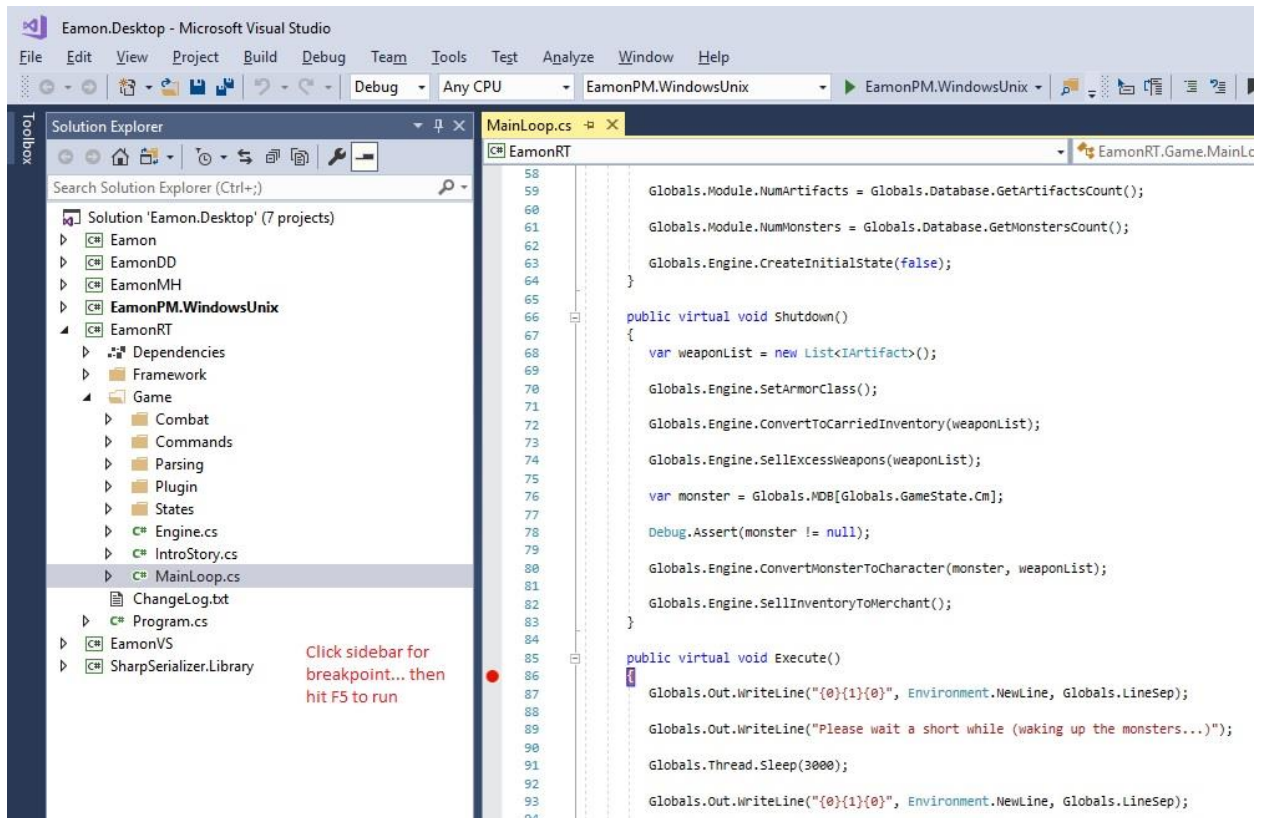 Eamon.Desktop - Microsoft Visual Studio
File Edit View Project Build Debug Team Tools Test Analyze Window Help
Debug Any CPU EamonPM.WindowsUnix EamonPM.WindowsUnix
Toolbox
Solution Explorer
Search Solution Explorer (Ctrl+;)
Solution 'Eamon.Desktop' (7 projects)
C# Eamon
C# EamonDD
C# EamonMH
C# EamonPM.WindowsUnix
C# EamonRT
Dependencies
Framework
Game
Combat
Commands
Parsing
Plugin
States
C# Engine.cs
C# IntroStory.cs
C# MainLoop.cs
ChangeLog.txt
C# Program.cs
C# EamonVS
C# SharpSerializer.Library
Click sidebar for
breakpoint... then
hit F5 to run
MainLoop.cs
C# EamonRT EamonRT.Game.MainLo
58
59 Globals.Module.NumArtifacts = Globals.Database.GetArtifactsCount();
60
61 Globals.Module.NumMonsters = Globals.Database.GetMonstersCount();
62
63 Globals.Engine.CreateInitialState(false);
64 }
65
66 public virtual void Shutdown()
67 {
68 var weaponList = new List<IArtifact>();
69
70 Globals.Engine.SetArmorClass();
71
72 Globals.Engine.ConvertToCarriedInventory(weaponList);
73
74 Globals.Engine.SellExcessWeapons(weaponList);
75
76 var monster = Globals.MDB[Globals.GameState.Cm];
77
78 Debug.Assert(monster != null);
79
80 Globals.Engine.ConvertMonsterToCharacter(monster, weaponList);
81
82 Globals.Engine.SellInventoryToMerchant();
83 }
84
85 public virtual void Execute()
86 {
87 Globals.Out.WriteLine("{0}{1}{0}", Environment.NewLine, Globals.LineSep);
88
89 Globals.Out.WriteLine("Please wait a short while (waking up the monsters...)");
90
91 Globals.Thread.Sleep(3000);
92
93 Globals.Out.WriteLine("{0}{1}{0}", Environment.NewLine, Globals.LineSep);